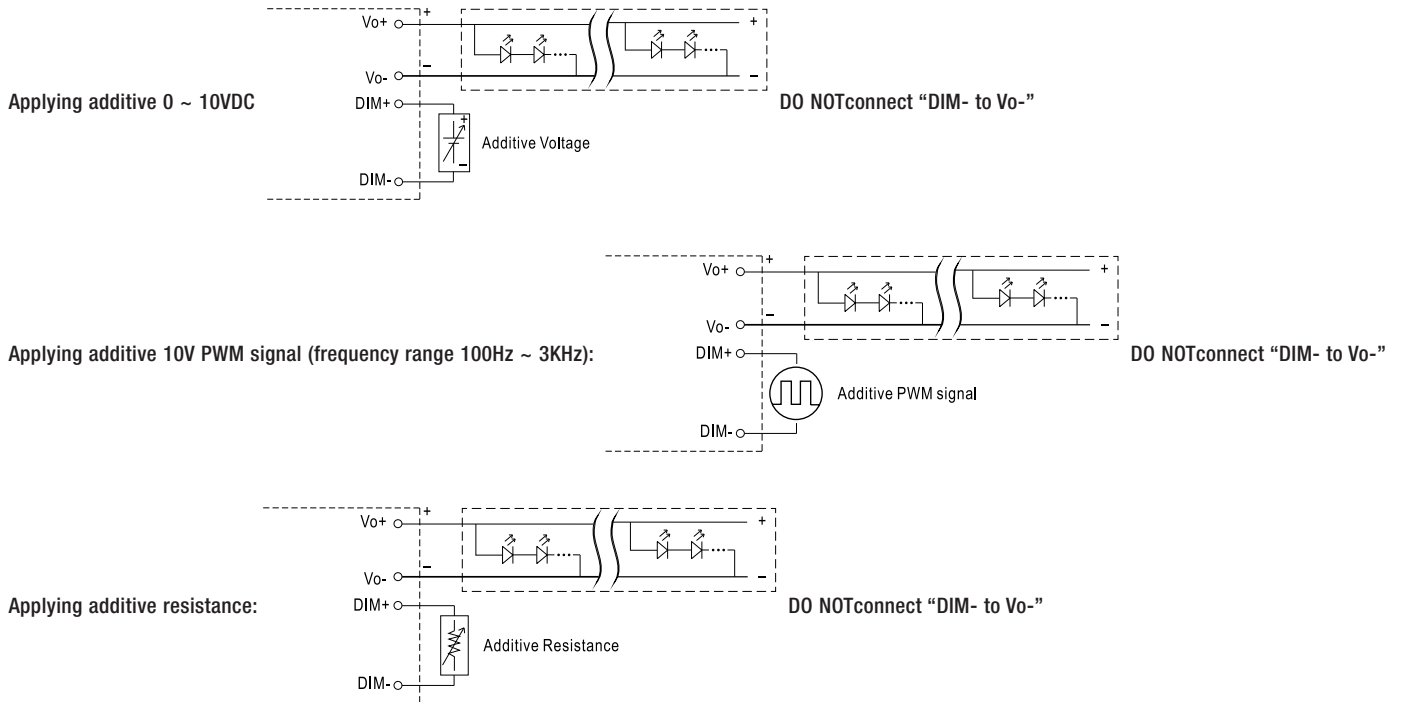 Vo+
+
+
Vo-
−
−
Applying additive 0 ~ 10VDC
DO NOTconnect “DIM- to Vo-”
DIM+
+
Additive Voltage
−
DIM-
Vo+
+
+
Vo-
−
−
Applying additive 10V PWM signal (frequency range 100Hz ~ 3KHz):
DO NOTconnect “DIM- to Vo-”
DIM+
Additive PWM signal
DIM-
Vo+
+
+
Vo-
−
−
Applying additive resistance:
DO NOTconnect “DIM- to Vo-”
DIM+
Additive Resistance
DIM-